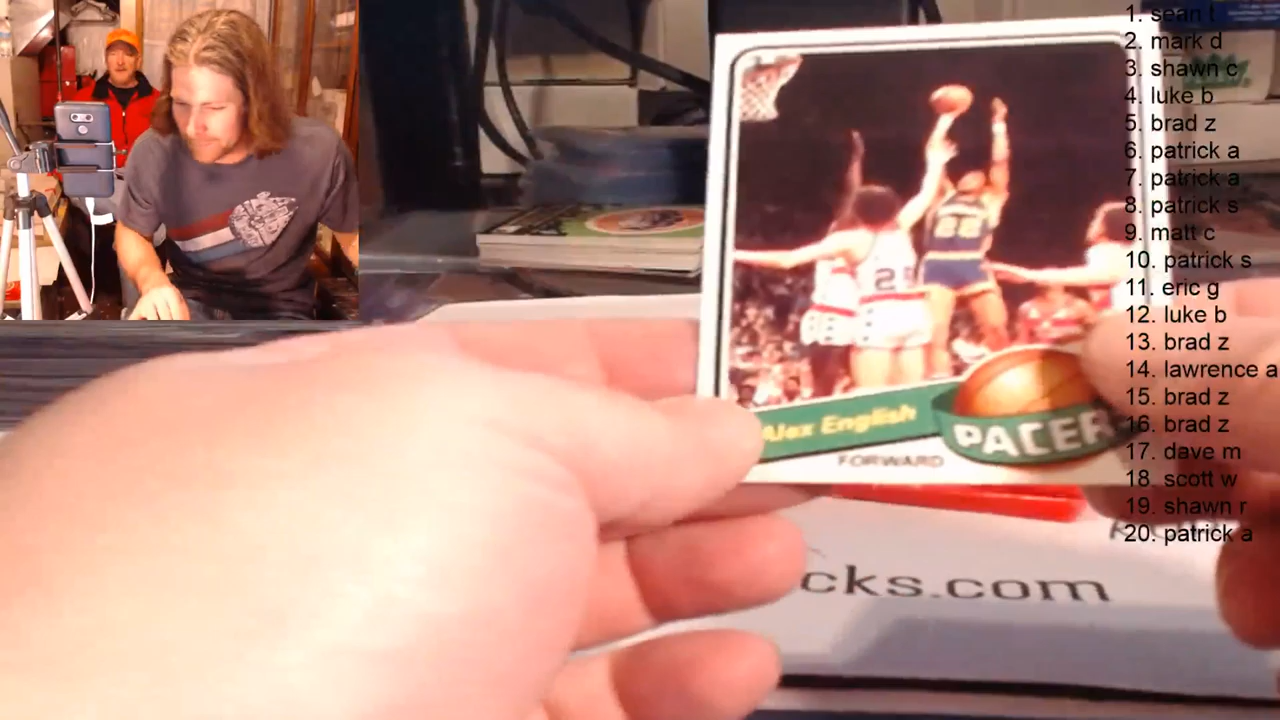 1. sean t
2. mark d
3. shawn c
4. luke b
5. brad z
6. patrick a
7. patrick a
8. patrick s
9. matt c
10. patrick s
11. eric g
12. luke b
13. brad z
14. lawrence a
15. brad z
16. brad z
17. dave m
18. scott w
19. shawn r
20. patrick a
22
2
Alex English
PACER
FORWARD
cks.com